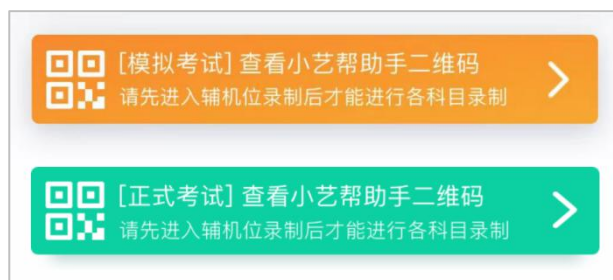 [模拟考试] 查看小艺帮助手二维码
请先进入辅机位录制后才能进行各科目录制
[正式考试] 查看小艺帮助手二维码
请先进入辅机位录制后才能进行各科目录制